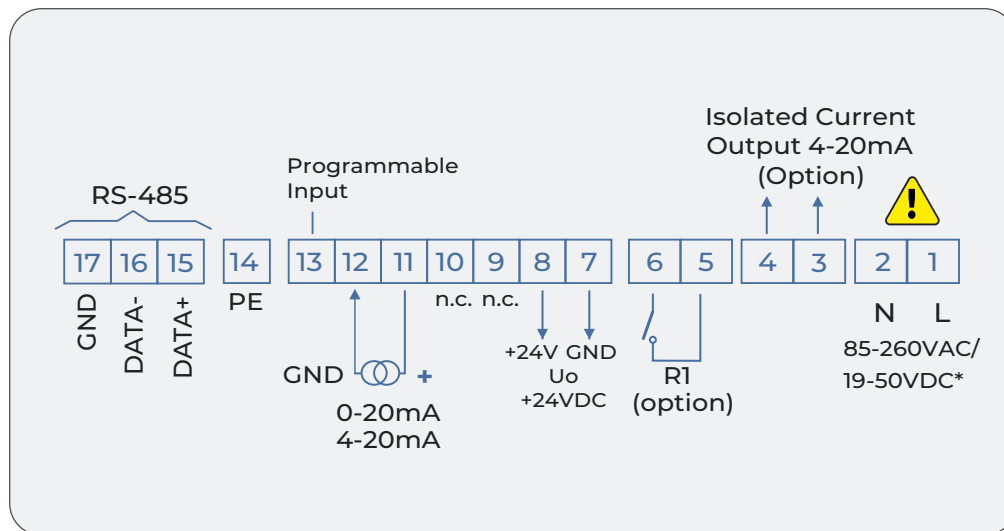 Isolated Current
Output 4-20mA
(Option)
Programmable
Input
RS-485
!
17 16 15 14 13 12 11 10 9 8 7 6 5 4 3 2 1
GND
DATA-
DATA+
PE
n.c. n.c.
N L
+24V GND
Uo
+24VDC
85-260VAC/
19-50VDC*
GND +
0-20mA
4-20mA
R1
(option)